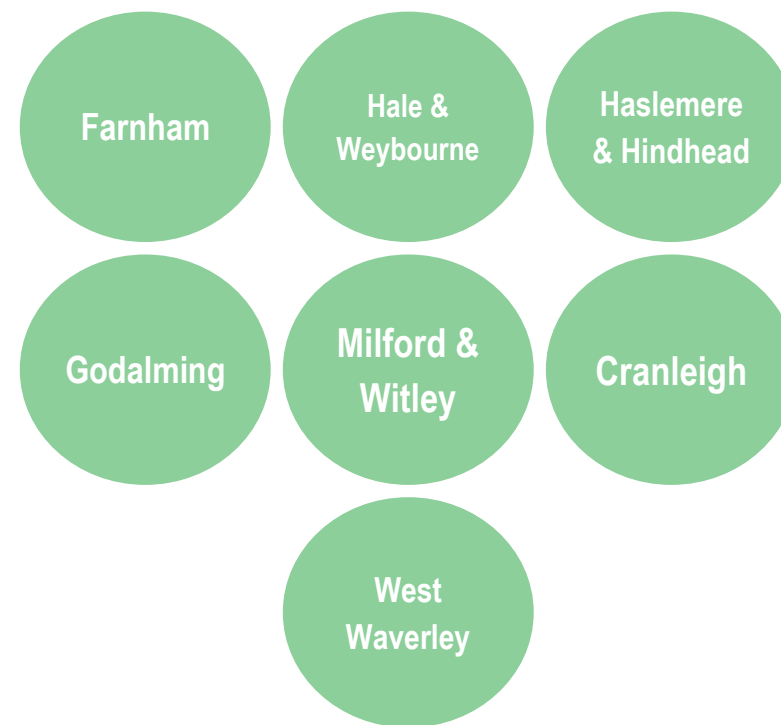 Farnham
Hale &
Weybourne
Haslemere
& Hindhead
Godalming
Milford &
Witley
Cranleigh
West
Waverley